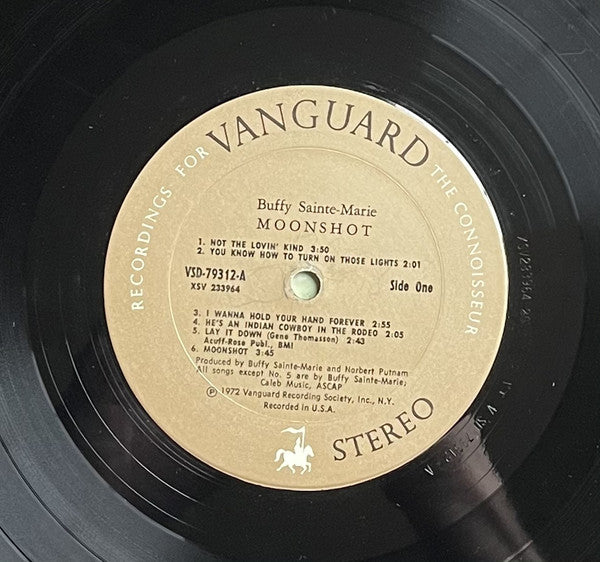 RECORDINGS FOR VANGUARD THE CONNOISSEUR
Buffy Sainte-Marie
MOONSHOT
1. NOT THE LOVIN' KIND 3:50
2. YOU KNOW HOW TO TURN ON THOSE LIGHTS 2:01
VSD-79312-A
XSV 233964
Side One
3. I WANNA HOLD YOUR HAND FOREVER 2:55
4. HE'S AN INDIAN COWBOY IN THE RODEO 2:05
5. LAY IT DOWN (Gene Thomasson) 2:43
Acuff-Rose Publ., BMI
6. MOONSHOT 3:45
Produced by Buffy Sainte-Marie and Norbert Putnam
All songs except No. 5 are by Buffy Sainte-Marie;
Caleb Music, ASCAP
℗ 1972 Vanguard Recording Society, Inc., N.Y.
Recorded in U.S.A.
STEREO